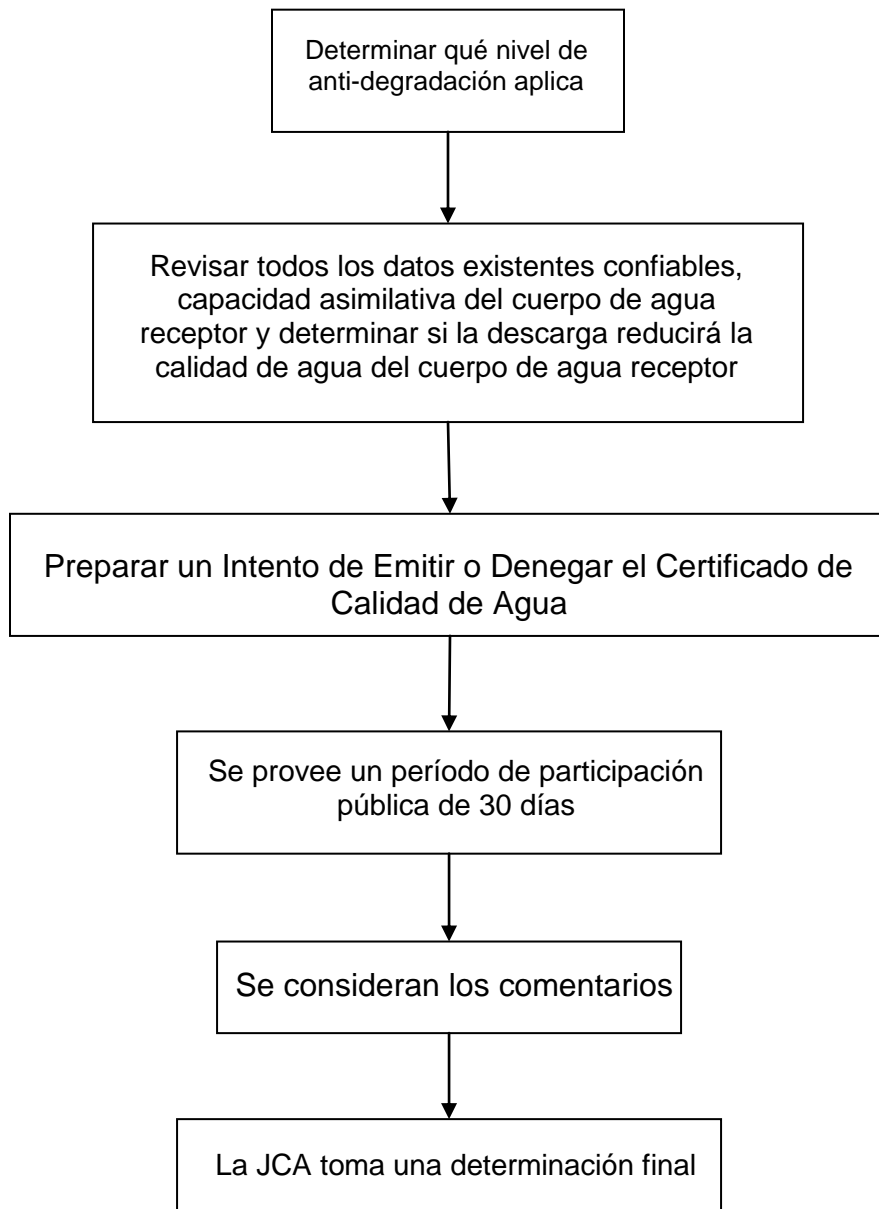 Determinar qué nivel de
anti-degradación aplica
Revisar todos los datos existentes confiables,
capacidad asimilativa del cuerpo de agua
receptor y determinar si la descarga reducirá la
calidad de agua del cuerpo de agua receptor
Preparar un Intento de Emitir o Denegar el Certificado de
Calidad de Agua
Se provee un período de participación
pública de 30 días
Se consideran los comentarios
La JCA toma una determinación final